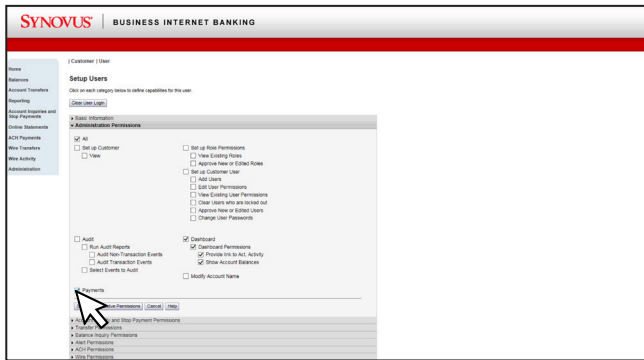 SYNOVUS® BUSINESS INTERNET BANKING
| Customer | User
Home
Balances
Account Transfers
Reporting
Account Inquiries and
Stop Payments
Online Statements
ACH Payments
Wire Transfers
Wire Activity
Administration
Setup Users
Click on each category below to define capabilities for this user.
Clear User Login
Basic Information
Administration Permissions
All
Set up Customer
View
Set up Role Permissions
View Existing Roles
Approve New or Edited Roles
Set up Customer User
Add Users
Edit User Permissions
View Existing User Permissions
Clear Users who are locked out
Approve New or Edited Users
Change User Passwords
Audit
Run Audit Reports
Audit Non-Transaction Events
Audit Transaction Events
Select Events to Audit
Dashboard
Dashboard Permissions
Provide link to Act. Activity
Show Account Balances
Modify Account Name
Payments
Permissions Cancel Help
and Stop Payment Permissions
Transfer Permissions
Balance Inquiry Permissions
Alert Permissions
ACH Permissions
Wire Permissions